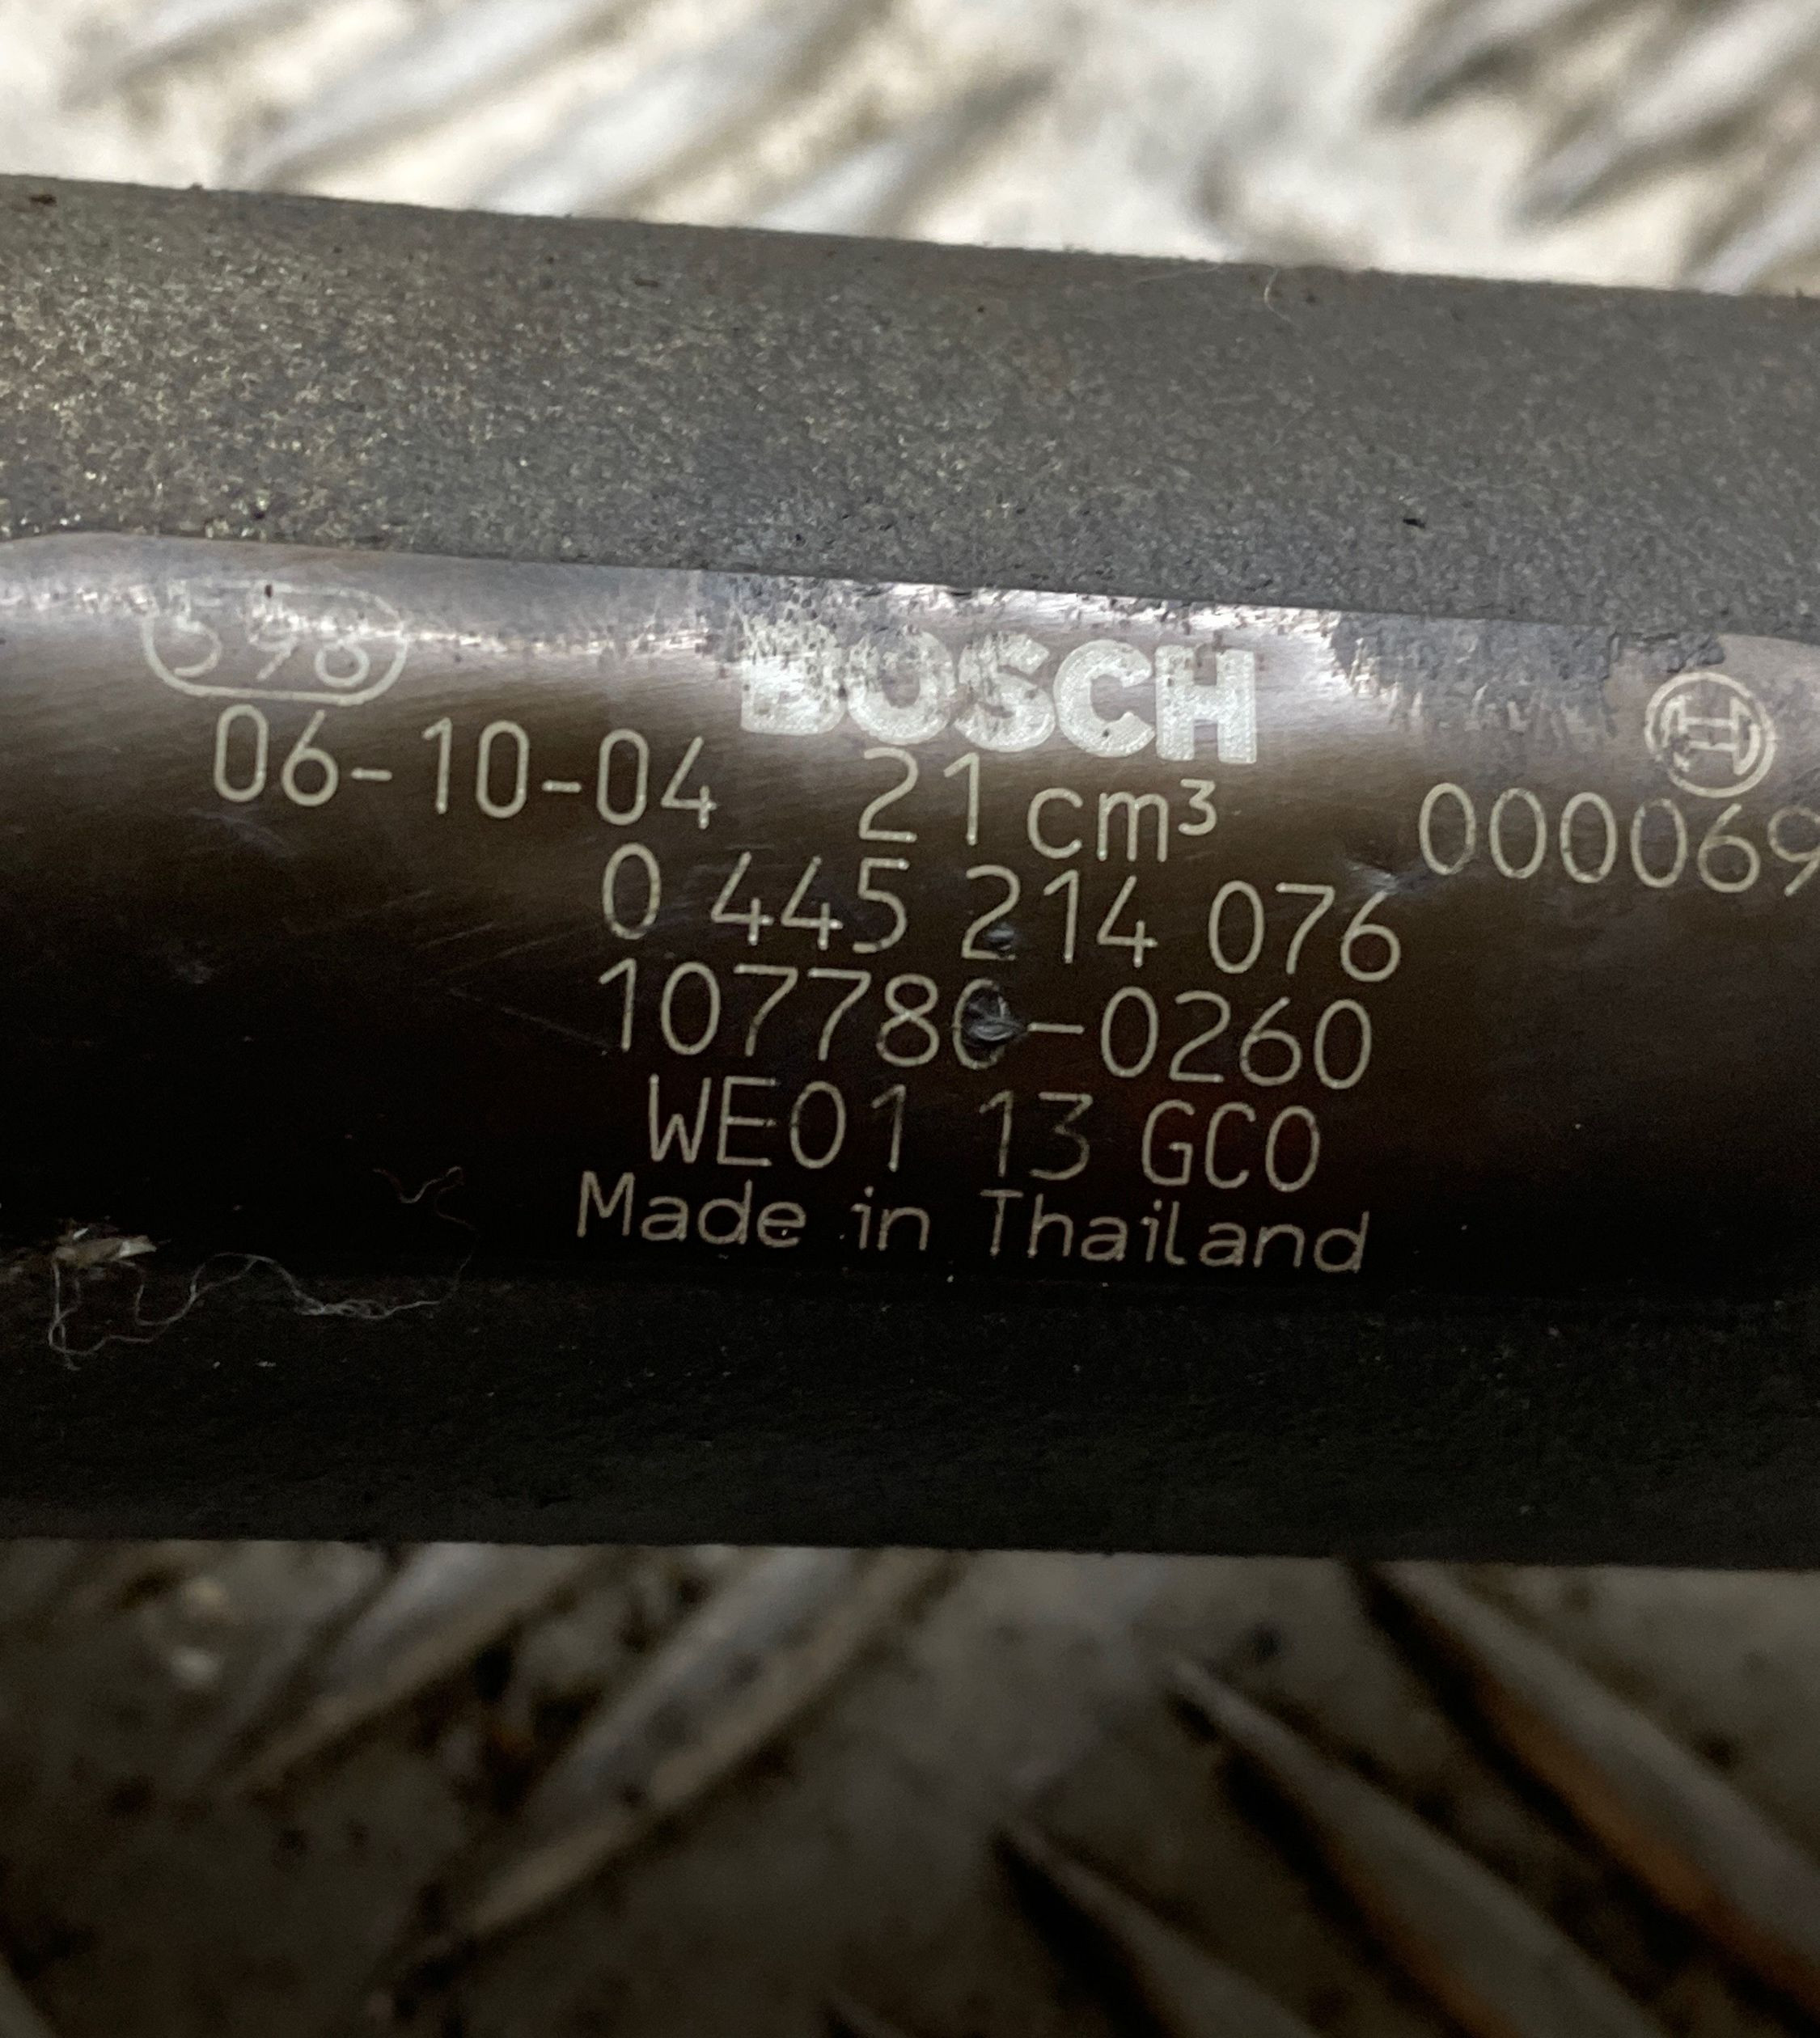 598
BOSCH
06-10-04 21 cm³ 000069
0 445 214 076
107780-0260
WE01 13 GC0
Made in Thailand